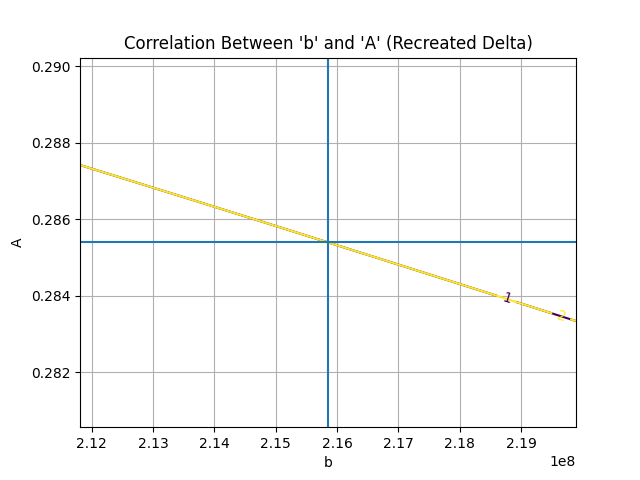 Correlation Between 'b' and 'A' (Recreated Delta)
0.290
0.288
0.286
0.284
0.282
A
1
2
2.12 2.13 2.14 2.15 2.16 2.17 2.18 2.19
b
1e8